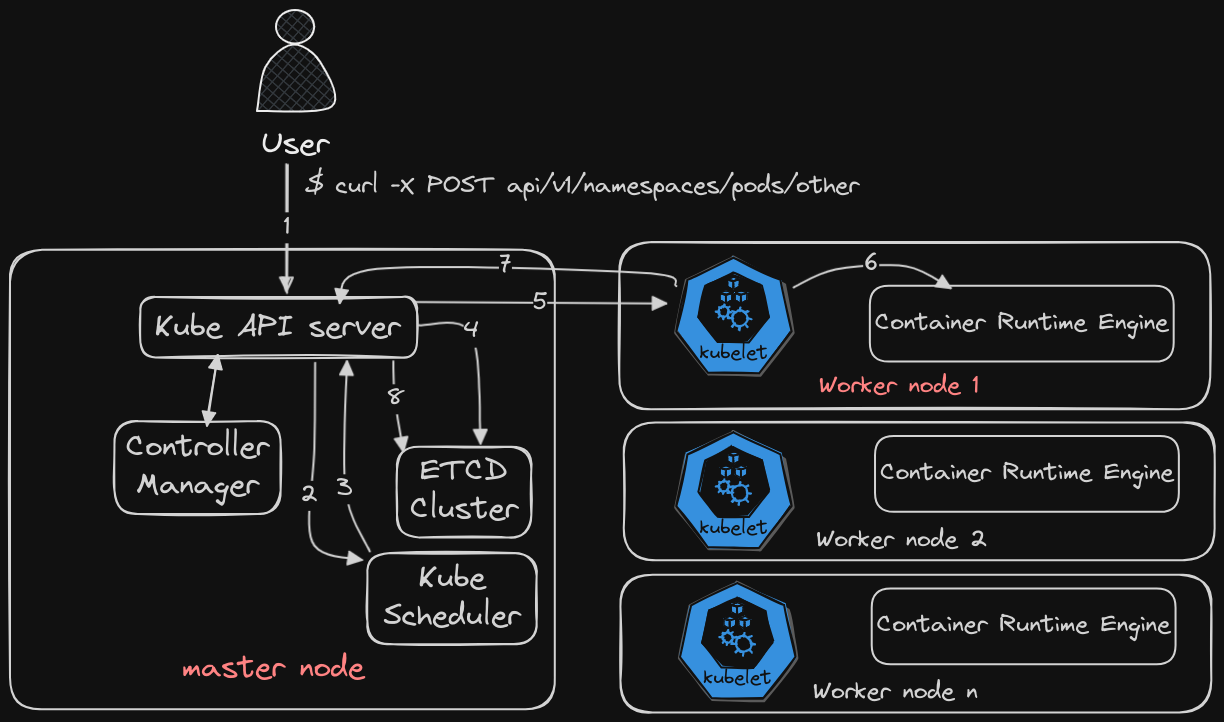 User
$ curl -X POST api/v1/namespaces/pods/other
1
7
6
5
Kube API server
4
kubelet
Container Runtime Engine
Worker node 1
8
Controller
Manager
2
3
ETCD
Cluster
Kube
Scheduler
master node
kubelet
Container Runtime Engine
Worker node 2
kubelet
Container Runtime Engine
Worker node n